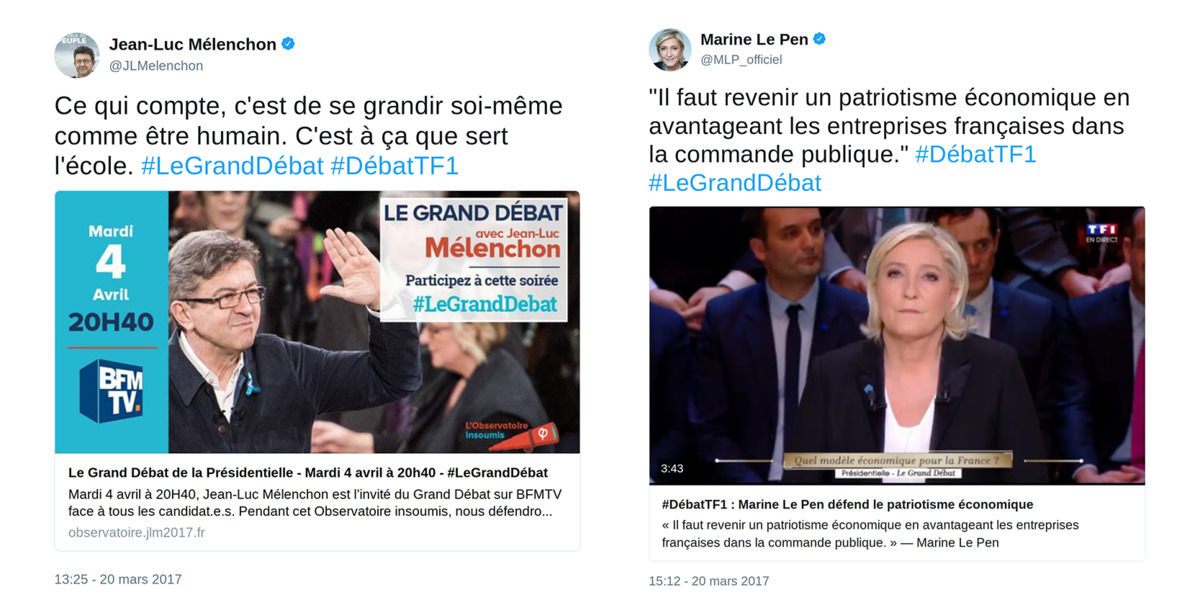 Jean-Luc Mélenchon
@JLMelenchon
Ce qui compte, c'est de se grandir soi-même
comme être humain. C'est à ça que sert
l'école. #LeGrandDébat #DébatTF1
Mardi
4
Avril
20H40
BFM
TV.
LE GRAND DÉBAT
avec Jean-Luc
Mélenchon
Participez à cette soirée
#LeGrandDebat
L'Observatoire
Insoumis
Le Grand Débat de la Présidentielle - Mardi 4 avril à 20h40 - #LeGrandDébat
Mardi 4 avril à 20H40, Jean-Luc Mélenchon est l'invité du Grand Débat sur BFMTV
face à tous les candidat.e.s. Pendant cet Observatoire insoumis, nous défendro...
observatoire.jlm2017.fr
13:25 - 20 mars 2017
Marine Le Pen
@MLP_officiel
"Il faut revenir un patriotisme économique en
avantageant les entreprises françaises dans
la commande publique." #DébatTF1
#LeGrandDébat
TF1
EN DIRECT
3:43
Quel modèle économique pour la France ?
Présidentielle - Le Grand Débat
#DébatTF1 : Marine Le Pen défend le patriotisme économique
« Il faut revenir un patriotisme économique en avantageant les entreprises
françaises dans la commande publique. » — Marine Le Pen
15:12 - 20 mars 2017